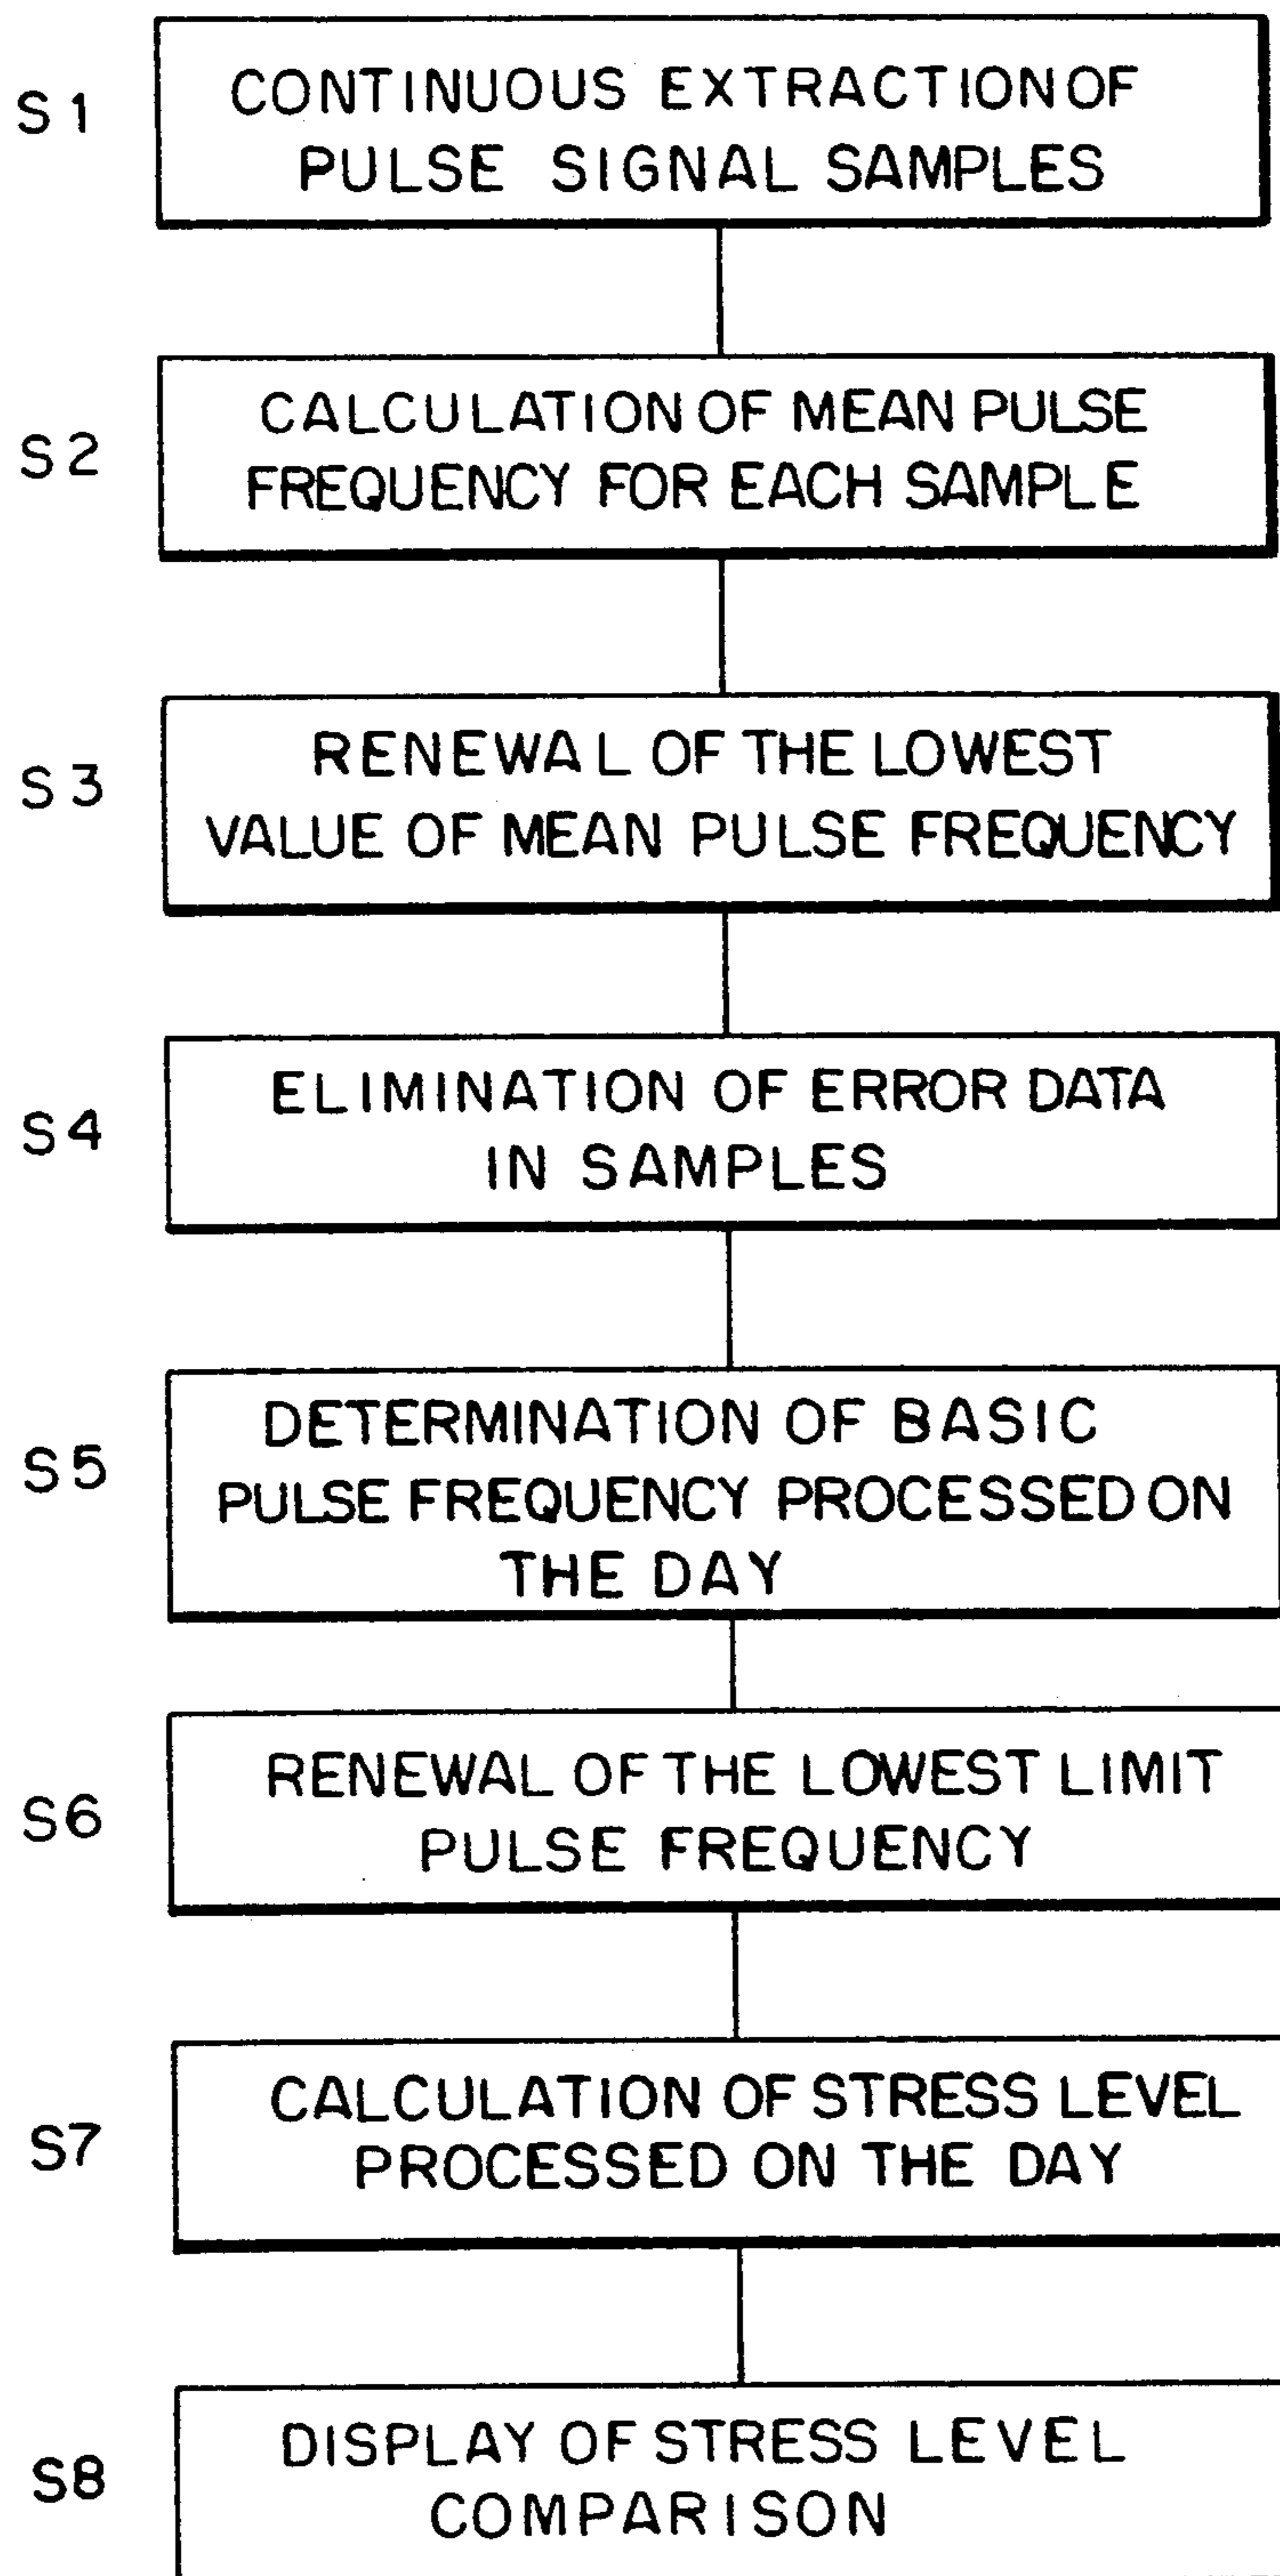 S1
CONTINUOUS EXTRACTION OF
PULSE SIGNAL SAMPLES
S2
CALCULATION OF MEAN PULSE
FREQUENCY FOR EACH SAMPLE
S3
RENEWAL OF THE LOWEST
VALUE OF MEAN PULSE FREQUENCY
S4
ELIMINATION OF ERROR DATA
IN SAMPLES
S5
DETERMINATION OF BASIC
PULSE FREQUENCY PROCESSED ON
THE DAY
S6
RENEWAL OF THE LOWEST LIMIT
PULSE FREQUENCY
S7
CALCULATION OF STRESS LEVEL
PROCESSED ON THE DAY
S8
DISPLAY OF STRESS LEVEL
COMPARISON